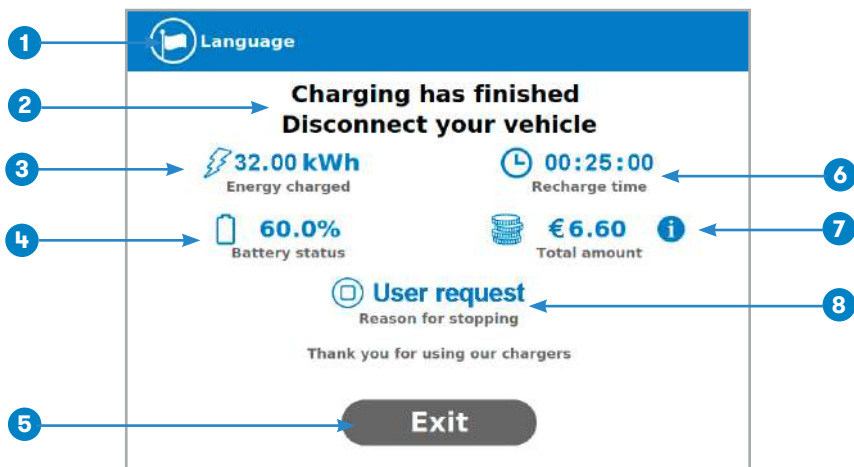 1
Language
2
Charging has finished
Disconnect your vehicle
3
32.00 kWh
Energy charged
00:25:00
Recharge time
6
4
60.0%
Battery status
€6.60
i
Total amount
7
User request
Reason for stopping
8
Thank you for using our chargers
5
Exit